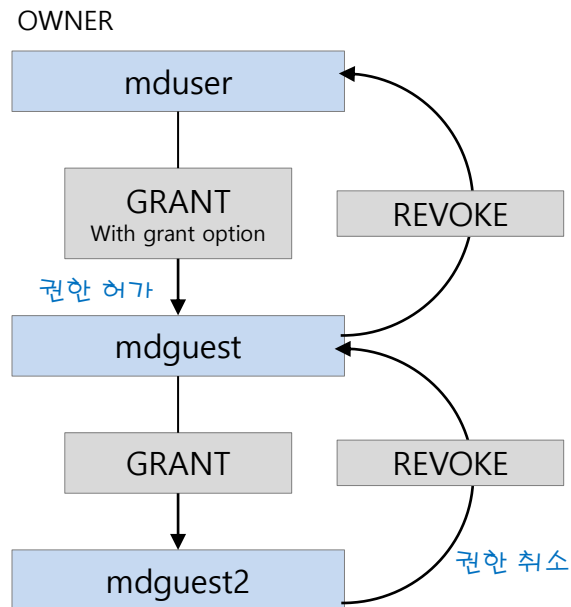 OWNER
mduser
GRANT
With grant option
REVOKE
권한 허가
mdguest
GRANT
REVOKE
권한 취소
mdguest2